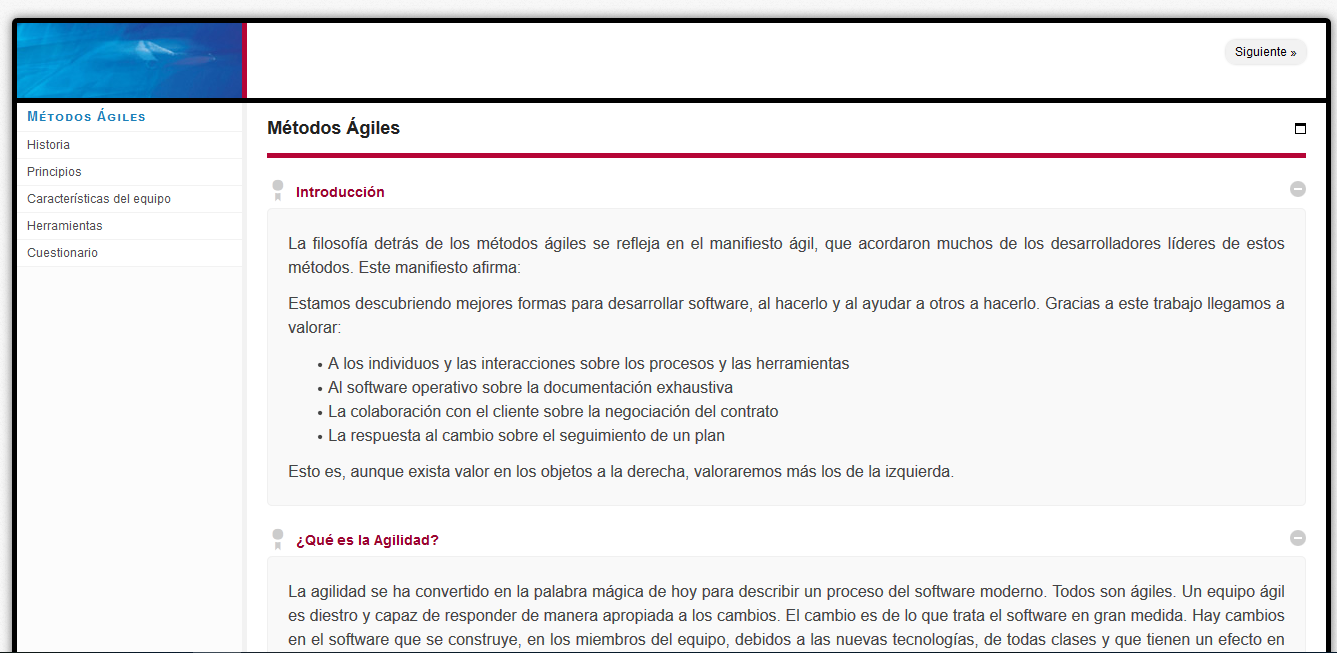 Siguiente »
Métodos Ágiles
Historia
Principios
Características del equipo
Herramientas
Cuestionario
Métodos Ágiles
Introducción
La filosofía detrás de los métodos ágiles se refleja en el manifiesto ágil, que acordaron muchos de los desarrolladores líderes de estos
métodos. Este manifiesto afirma:
Estamos descubriendo mejores formas para desarrollar software, al hacerlo y al ayudar a otros a hacerlo. Gracias a este trabajo llegamos a
valorar:
• A los individuos y las interacciones sobre los procesos y las herramientas
• Al software operativo sobre la documentación exhaustiva
• La colaboración con el cliente sobre la negociación del contrato
• La respuesta al cambio sobre el seguimiento de un plan
Esto es, aunque exista valor en los objetos a la derecha, valoraremos más los de la izquierda.
¿Qué es la Agilidad?
La agilidad se ha convertido en la palabra mágica de hoy para describir un proceso del software moderno. Todos son ágiles. Un equipo ágil
es diestro y capaz de responder de manera apropiada a los cambios. El cambio es de lo que trata el software en gran medida. Hay cambios
en el software que se construye, en los miembros del equipo, debidos a las nuevas tecnologías, de todas clases y que tienen un efecto en